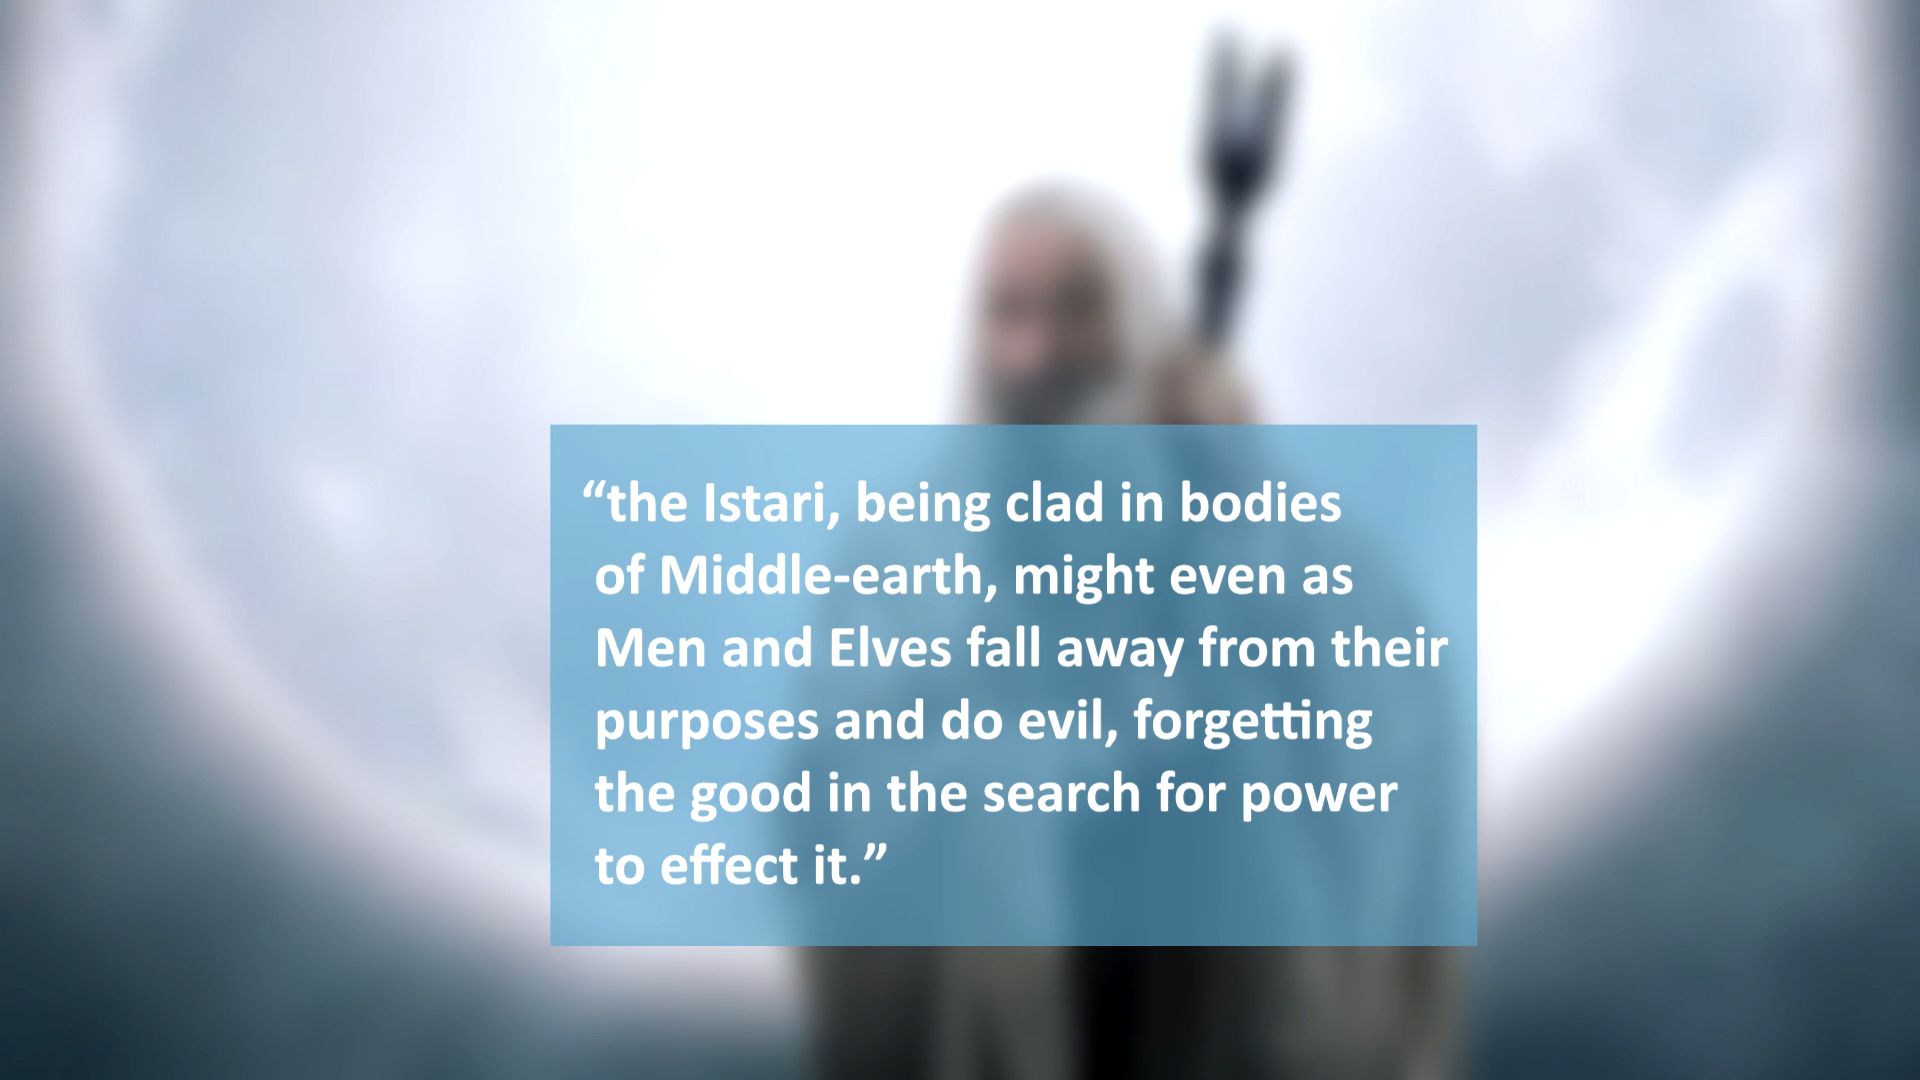 “the Istari, being clad in bodies
of Middle-earth, might even as
Men and Elves fall away from their
purposes and do evil, forgetting
the good in the search for power
to effect it.”